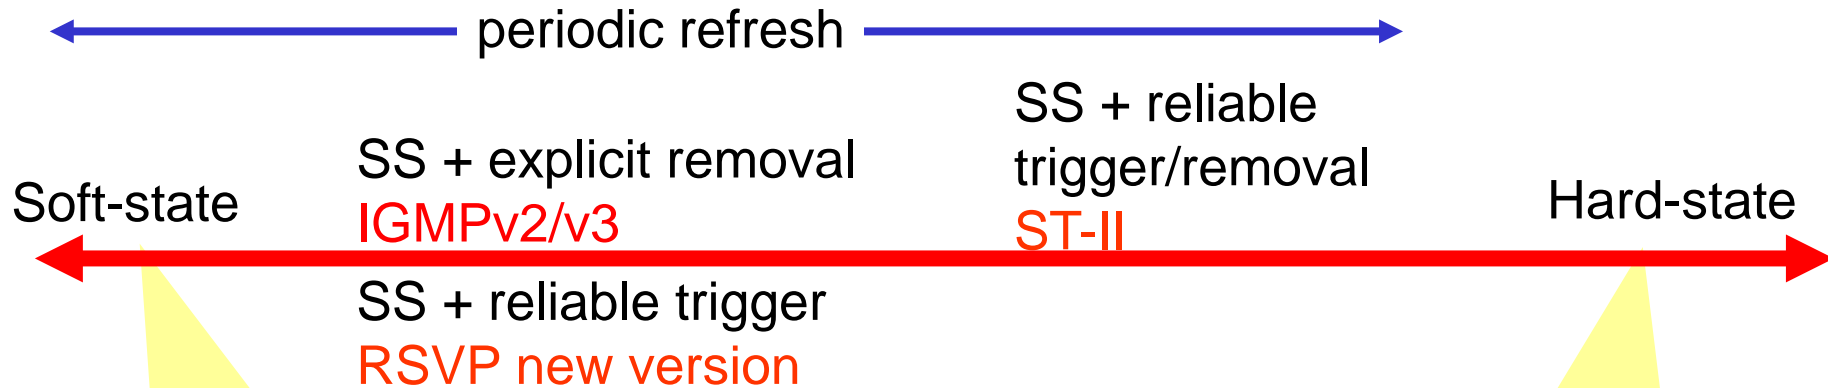 periodic refresh
SS + reliable
trigger/removal
ST-II
SS + explicit removal
IGMPv2/v3
Soft-state
Hard-state
SS + reliable trigger
RSVP new version